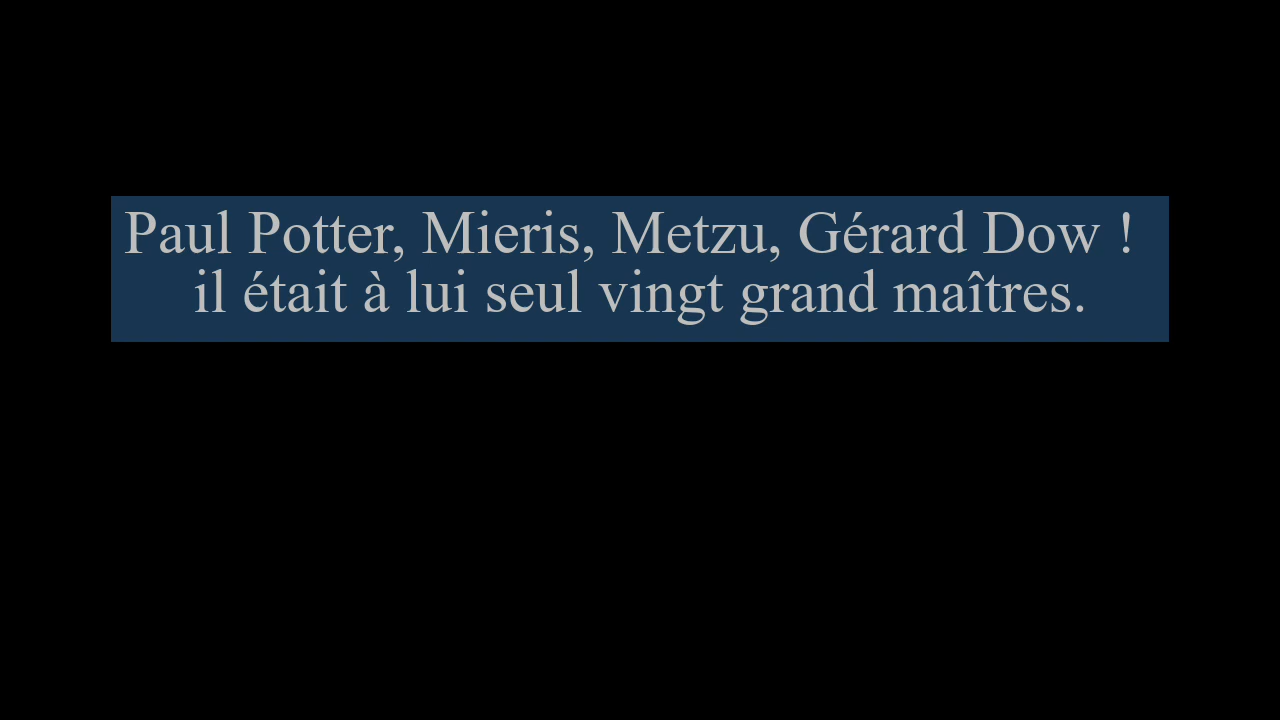 Paul Potter, Mieris, Metzu, Gérard Dow !
il était à lui seul vingt grand maîtres.